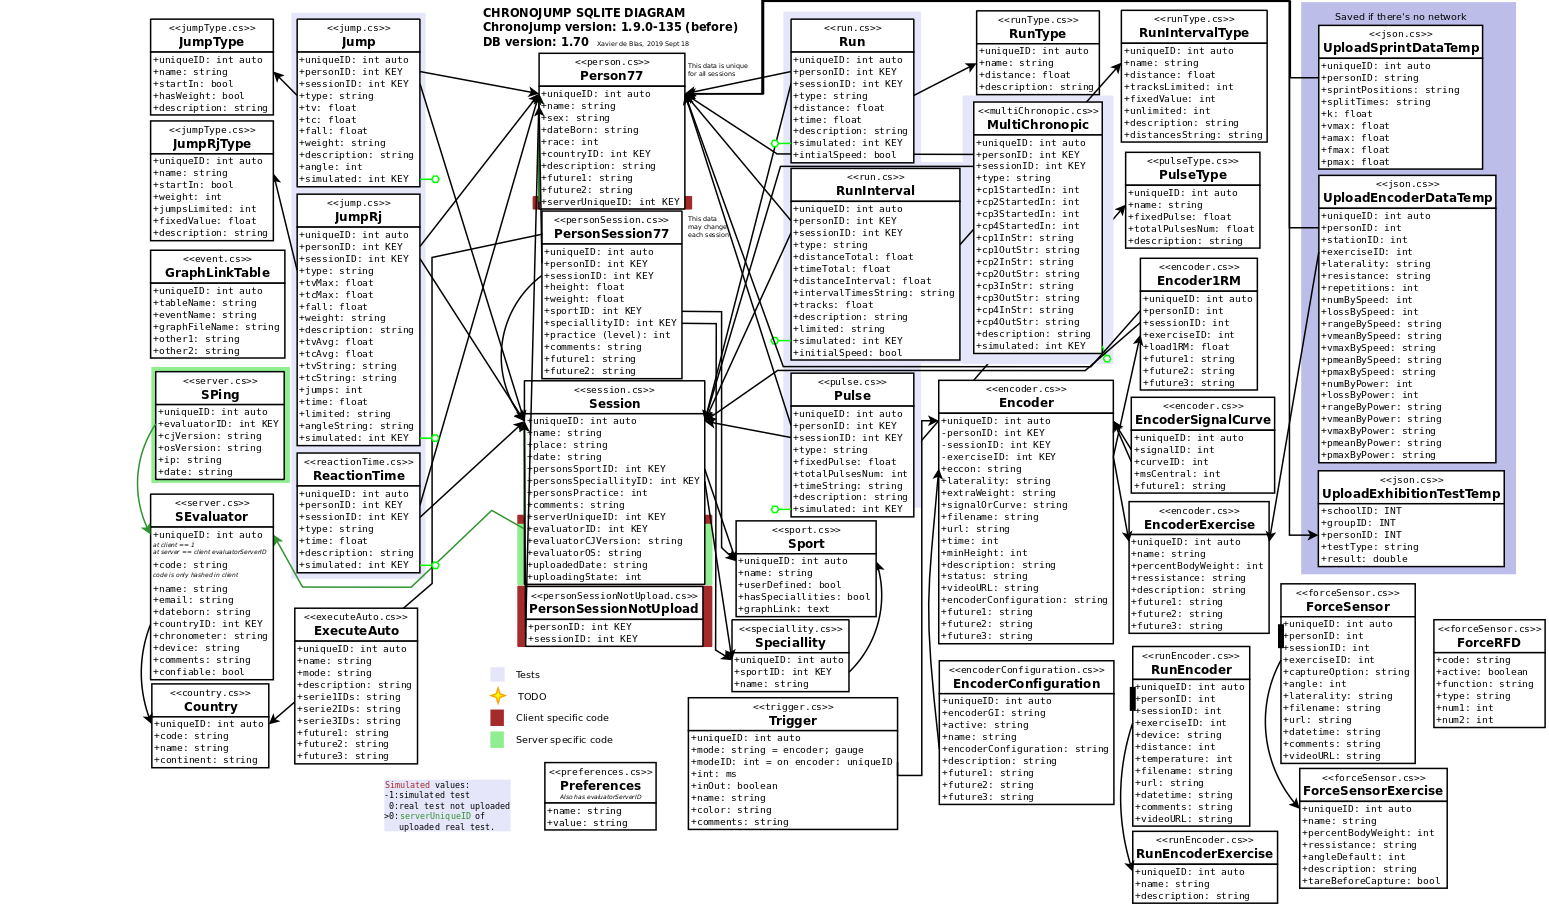 CHRONOJUMP SQLITE DIAGRAM
Chronojump version: 1.9.0-135 (before)
DB version: 1.70
Xavier de Blas, 2019 Sept 18
<<jumpType.cs>>
JumpType
+uniqueID: int auto
+name: string
+startIn: bool
+hasWeight: bool
+description: string
<<jumpType.cs>>
JumpRjType
+uniqueID: int auto
+name: string
+startIn: bool
+weight: int
+jumpsLimited: int
+fixedValue: float
+description: string
<<event.cs>>
GraphLinkTable
+uniqueID: int auto
+tableName: string
+eventName: string
+graphFileName: string
+other1: string
+other2: string
<<server.cs>>
SPing
+uniqueID: int auto
+evaluatorID: int KEY
+cjVersion: string
+osVersion: string
+ip: string
+date: string
<<server.cs>>
SEvaluator
+uniqueID: int auto
at client == 1
at server == client evaluatorServerID
+code: string
code is only hashed in client
+name: string
+email: string
+dateborn: string
+countryID: int KEY
+chronometer: string
+device: string
+comments: string
+confiable: bool
<<country.cs>>
Country
+uniqueID: int auto
+code: string
+name: string
+continent: string
<<jump.cs>>
Jump
+uniqueID: int auto
+personID: int KEY
+sessionID: int KEY
+type: string
+tv: float
+tc: float
+fall: float
+weight: string
+description: string
+angle: int
+simulated: int KEY
<<jump.cs>>
JumpRj
+uniqueID: int auto
+personID: int KEY
+sessionID: int KEY
+type: string
+tvMax: float
+tcMax: float
+fall: float
+weight: string
+description: string
+tvAvg: float
+tcAvg: float
+tvString: string
+tcString: string
+jumps: int
+time: float
+limited: string
+angleString: string
+simulated: int KEY
<<reactionTime.cs>>
ReactionTime
+uniqueID: int auto
+personID: int KEY
+sessionID: int KEY
+type: string
+time: float
+description: string
+simulated: int KEY
<<executeAuto.cs>>
ExecuteAuto
+uniqueID: int auto
+name: string
+mode: string
+description: string
+serie1IDs: string
+serie2IDs: string
+serie3IDs: string
+future1: string
+future2: string
+future3: string
Simulated values:
-1:simulated test
0:real test not uploaded
>0:serverUniqueID of
uploaded real test.
<<person.cs>>
Person77
+uniqueID: int auto
+name: string
+sex: string
+dateBorn: string
+race: int
+countryID: int KEY
+description: string
+future1: string
+future2: string
+serverUniqueID: int KEY
This data is unique
for all sessions
<<personSession.cs>>
PersonSession77
+uniqueID: int auto
+personID: int KEY
+sessionID: int KEY
+height: float
+weight: float
+sportID: int KEY
+speciallityID: int KEY
+practice (level): int
+comments: string
+future1: string
+future2: string
This data
may change
each session
<<session.cs>>
Session
+uniqueID: int auto
+name: string
+place: string
+date: string
+personsSportID: int KEY
+personsSpeciallityID: int KEY
+personsPractice: int
+comments: string
+serverUniqueID: int KEY
+evaluatorID: int KEY
+evaluatorCJVersion: string
+evaluatorOS: string
+uploadedDate: string
+uploadingState: int
<<personSessionNotUpload.cs>>
PersonSessionNotUpload
+personID: int KEY
+sessionID: int KEY
Tests
TODO
Client specific code
Server specific code
<<preferences.cs>>
Preferences
Also has evaluatorServerID
+name: string
+value: string
<<run.cs>>
Run
+uniqueID: int auto
+personID: int KEY
+sessionID: int KEY
+type: string
+distance: float
+time: float
+description: string
+simulated: int KEY
+intialSpeed: bool
<<run.cs>>
RunInterval
+uniqueID: int auto
+personID: int KEY
+sessionID: int KEY
+type: string
+distanceTotal: float
+timeTotal: float
+distanceInterval: float
+intervalTimesString: string
+tracks: float
+description: string
+limited: string
+simulated: int KEY
+initialSpeed: bool
<<pulse.cs>>
Pulse
+uniqueID: int auto
+personID: int KEY
+sessionID: int KEY
+type: string
+fixedPulse: float
+totalPulsesNum: int
+timeString: string
+description: string
+simulated: int KEY
<<sport.cs>>
Sport
+uniqueID: int auto
+name: string
+userDefined: bool
+hasSpeciallities: bool
+graphLink: text
<<speciallity.cs>>
Speciallity
+uniqueID: int auto
+sportID: int KEY
+name: string
<<trigger.cs>>
Trigger
+uniqueID: int auto
+mode: string = encoder; gauge
+modeID: int = on encoder: uniqueID
+int: ms
+inOut: boolean
+name: string
+color: string
+comments: string
<<runType.cs>>
RunType
+uniqueID: int auto
+name: string
+distance: float
+description: string
<<multiChronopic.cs>>
MultiChronopic
+uniqueID: int auto
+personID: int KEY
+sessionID: int KEY
+type: string
+cp1StartedIn: int
+cp2StartedIn: int
+cp3StartedIn: int
+cp4StartedIn: int
+cp1InStr: string
+cp1OutStr: string
+cp2InStr: string
+cp2OutStr: string
+cp3InStr: string
+cp3OutStr: string
+cp4InStr: string
+cp4OutStr: string
+description: string
+simulated: int KEY
<<encoder.cs>>
Encoder
+uniqueID: int auto
-personID: int KEY
-sessionID: int KEY
-exerciseID: int KEY
+eccon: string
+laterality: string
+extraWeight: string
+signalOrCurve: string
+filename: string
+url: string
+time: int
+minHeight: int
+description: string
+status: string
+videoURL: string
+encoderConfiguration: string
+future1: string
+future2: string
+future3: string
<<encoderConfiguration.cs>>
EncoderConfiguration
+uniqueID: int auto
+encoderGI: string
+active: string
+name: string
+encoderConfiguration: string
+description: string
+future1: string
+future2: string
+future3: string
<<runType.cs>>
RunIntervalType
+uniqueID: int auto
+name: string
+distance: float
+tracksLimited: int
+fixedValue: int
+unlimited: int
+description: string
+distancesString: string
<<pulseType.cs>>
PulseType
+uniqueID: int auto
+name: string
+fixedPulse: float
+totalPulsesNum: float
+description: string
<<encoder.cs>>
Encoder1RM
+uniqueID: int auto
+personID: int
+sessionID: int
+exerciseID: int
+load1RM: float
+future1: string
+future2: string
+future3: string
<<encoder.cs>>
EncoderSignalCurve
+uniqueID: int auto
+signalID: int
+curveID: int
+msCentral: int
+future1: string
<<encoder.cs>>
EncoderExercise
+uniqueID: int auto
+name: string
+percentBodyWeight: int
+ressistance: string
+description: string
+future1: string
+future2: string
+future3: string
<<runEncoder.cs>>
RunEncoder
+uniqueID: int auto
+personID: int
+sessionID: int
+exerciseID: int
+device: string
+distance: int
+temperature: int
+filename: string
+url: string
+datetime: string
+comments: string
+videoURL: string
<<runEncoder.cs>>
RunEncoderExercise
+uniqueID: int auto
+name: string
+description: string
Saved if there's no network
<<json.cs>>
UploadSprintDataTemp
+uniqueID: int auto
+personID: string
+sprintPositions: string
+splitTimes: string
+k: float
+vmax: float
+amax: float
+fmax: float
+pmax: float
<<json.cs>>
UploadEncoderDataTemp
+uniqueID: int auto
+personID: int
+stationID: int
+exerciseID: int
+laterality: string
+resistance: string
+repetitions: int
+numBySpeed: int
+lossBySpeed: int
+rangeBySpeed: string
+vmeanBySpeed: string
+vmaxBySpeed: string
+pmeanBySpeed: string
+pmaxBySpeed: string
+numByPower: int
+lossByPower: int
+rangeByPower: string
+vmeanByPower: string
+vmaxByPower: string
+pmeanByPower: string
+pmaxByPower: string
<<json.cs>>
UploadExhibitionTestTemp
+schoolID: INT
+groupID: INT
+personID: INT
+testType: string
+result: double
<<forceSensor.cs>>
ForceSensor
+uniqueID: int auto
+personID: int
+sessionID: int
+exerciseID: int
+captureOption: string
+angle: int
+laterality: string
+filename: string
+url: string
+datetime: string
+comments: string
+videoURL: string
<<forceSensor.cs>>
ForceRFD
+code: string
+active: boolean
+function: string
+type: string
+num1: int
+num2: int
<<forceSensor.cs>>
ForceSensorExercise
+uniqueID: int auto
+name: string
+percentBodyWeight: int
+ressistance: string
+angleDefault: int
+description: string
+tareBeforeCapture: bool